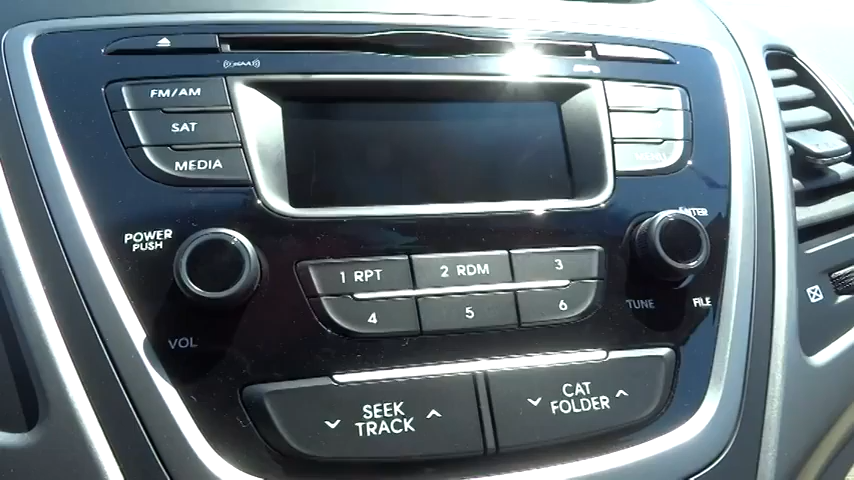 FM/AM
SAT
MEDIA
MENU
POWER
PUSH
VOL
1 RPT
2 RDM
3
4
5
6
ENTER
TUNE
FILE
SEEK
TRACK
CAT
FOLDER